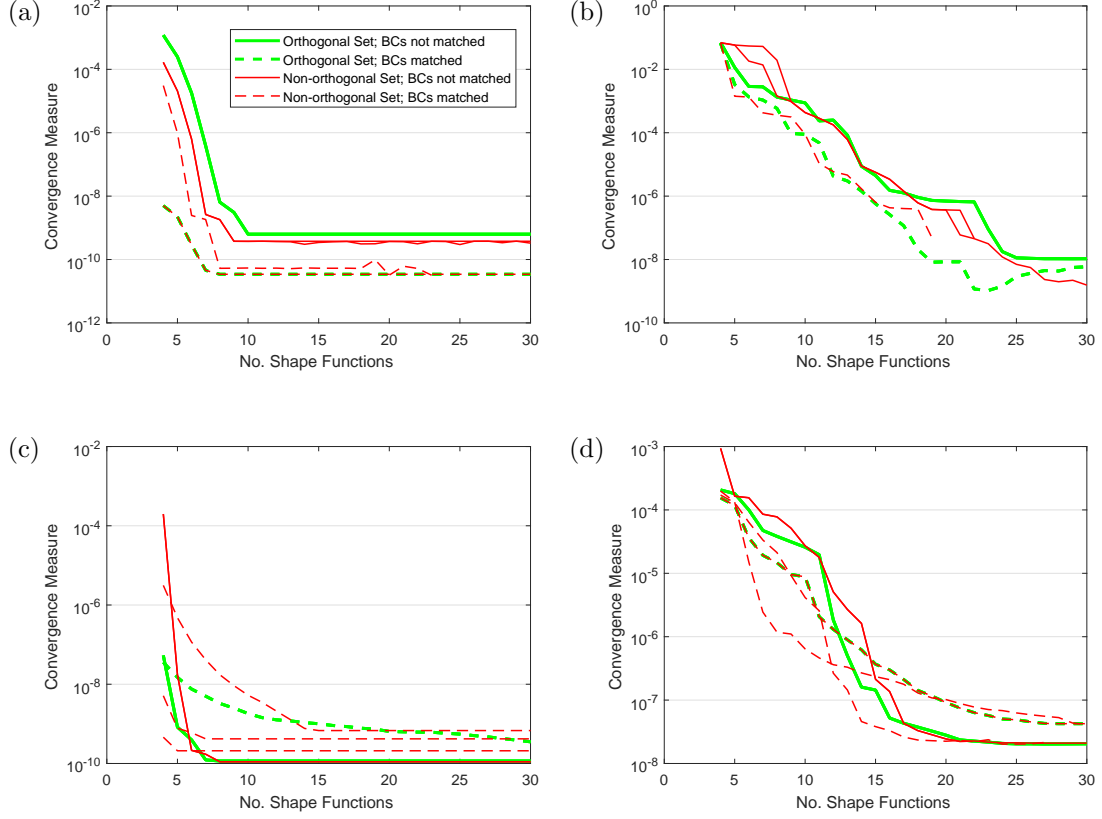 (a)
10^-2
10^-4
10^-6
10^-8
10^-10
10^-12
Convergence Measure
0 5 10 15 20 25 30
No. Shape Functions
Orthogonal Set; BCs not matched
Orthogonal Set; BCs matched
Non-orthogonal Set; BCs not matched
Non-orthogonal Set; BCs matched
(b)
10^0
10^-2
10^-4
10^-6
10^-8
10^-10
Convergence Measure
0 5 10 15 20 25 30
No. Shape Functions
(c)
10^-2
10^-4
10^-6
10^-8
10^-10
Convergence Measure
0 5 10 15 20 25 30
No. Shape Functions
(d)
10^-3
10^-4
10^-5
10^-6
10^-7
10^-8
Convergence Measure
0 5 10 15 20 25 30
No. Shape Functions